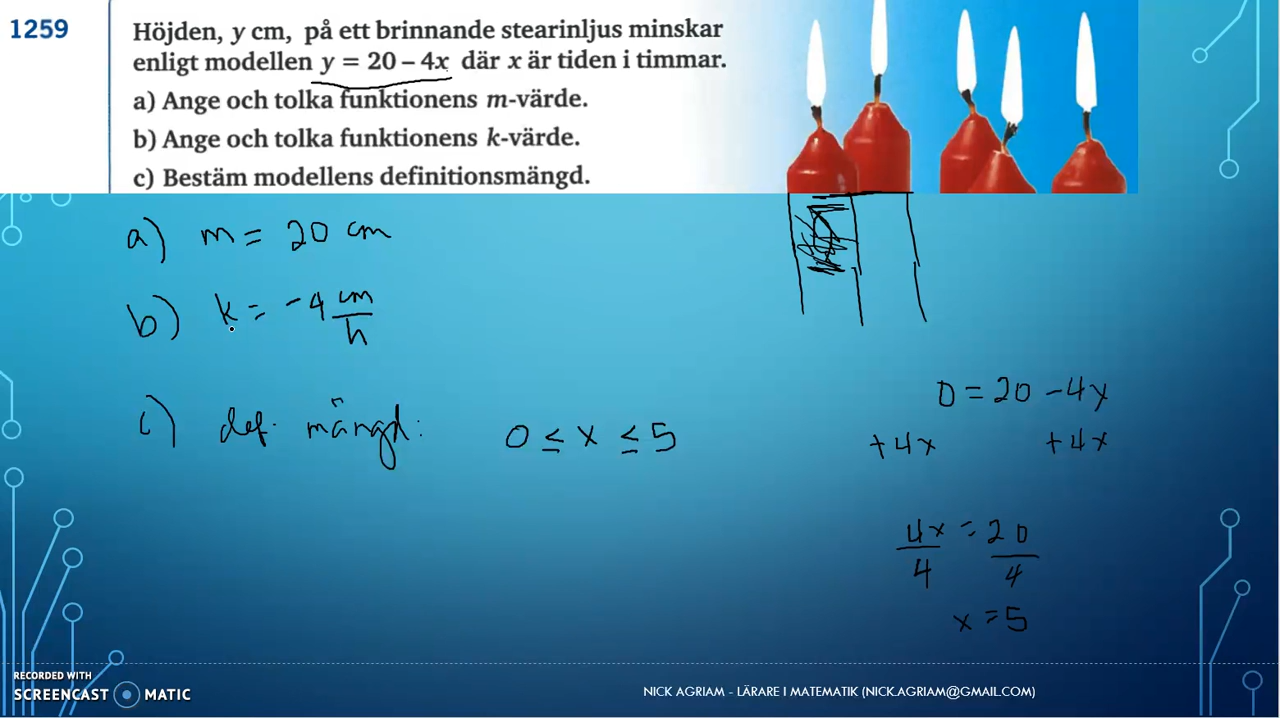 1259
Höjden, y cm, på ett brinnande stearinljus minskar
enligt modellen y = 20 – 4x där x är tiden i timmar.
a) Ange och tolka funktionens m-värde.
b) Ange och tolka funktionens k-värde.
c) Bestäm modellens definitionsmängd.
a) m = 20 cm
b) k = -4 cm/h
c) def. mängd: 0 ≤ x ≤ 5
0 = 20 - 4x
+4x +4x
4x/4 = 20/4
x = 5
RECORDED WITH
SCREENCAST MATIC
NICK AGRIAM - LÄRARE I MATEMATIK (NICK.AGRIAM@GMAIL.COM)